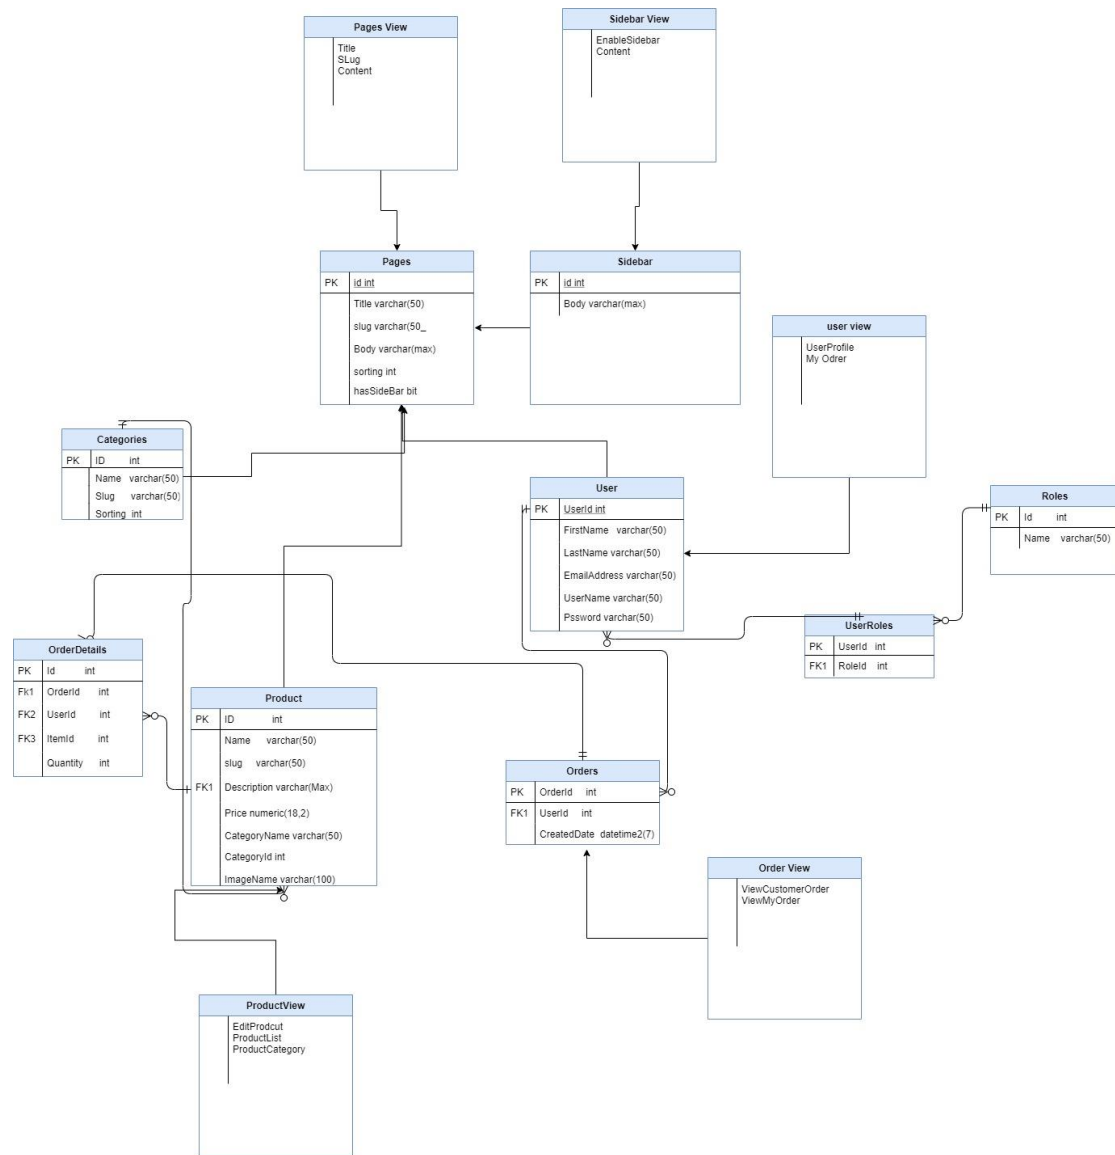 Pages View
Title
SLug
Content
Sidebar View
EnableSidebar
Content
Pages
PK id int
Title varchar(50)
slug varchar(50_
Body varchar(max)
sorting int
hasSideBar bit
Sidebar
PK id int
Body varchar(max)
user view
UserProfile
My Odrer
Categories
PK ID int
Name varchar(50)
Slug varchar(50)
Sorting int
User
PK UserId int
FirstName varchar(50)
LastName varchar(50)
EmailAddress varchar(50)
UserName varchar(50)
Pssword varchar(50)
Roles
PK Id int
Name varchar(50)
UserRoles
PK UserId int
FK1 RoleId int
OrderDetails
PK Id int
Fk1 OrderId int
FK2 UserId int
FK3 ItemId int
Quantity int
Product
PK ID int
Name varchar(50)
slug varchar(50)
FK1 Description varchar(Max)
Price numeric(18,2)
CategoryName varchar(50)
CategoryId int
ImageName varchar(100)
Orders
PK OrderId int
FK1 UserId int
CreatedDate datetime2(7)
Order View
ViewCustomerOrder
ViewMyOrder
ProductView
EditProdcut
ProductList
ProductCategory